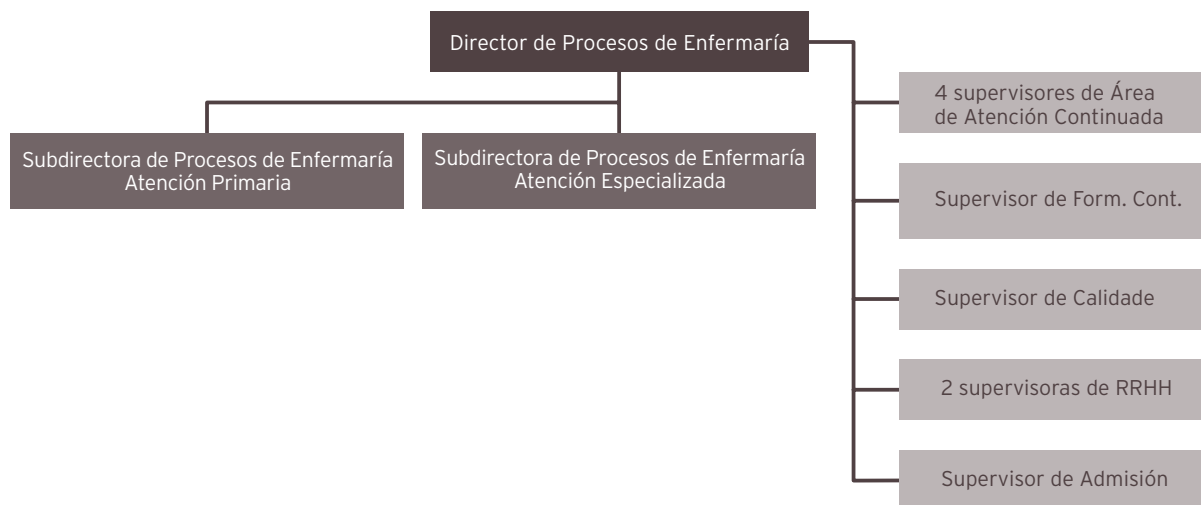 Director de Procesos de Enfermaría
Subdirectora de Procesos de Enfermaría
Atención Primaria
Subdirectora de Procesos de Enfermaría
Atención Especializada
4 supervisores de Área
de Atención Continuada
Supervisor de Form. Cont.
Supervisor de Calidade
2 supervisoras de RRHH
Supervisor de Admisión